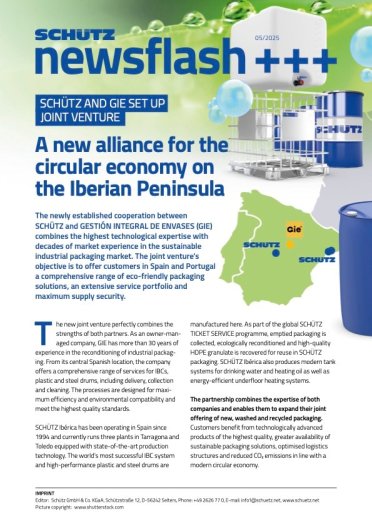 SCHÜTZ
05/2025
newsflash +++
SCHÜTZ AND GIE SET UP
JOINT VENTURE
SCHÜTZ
A new alliance for the
circular economy on
the Iberian Peninsula
The newly established cooperation between
SCHÜTZ and GESTIÓN INTEGRAL DE ENVASES (GIE)
combines the highest technological expertise with
decades of market experience in the sustainable
industrial packaging market. The joint venture's
objective is to offer customers in Spain and Portugal
a comprehensive range of eco-friendly packaging
solutions, an extensive service portfolio and
maximum supply security.
Gie
SCHÜTZ
SCHÜTZ
The new joint venture perfectly combines the
strengths of both partners. As an owner-man-
aged company, GIE has more than 30 years of
experience in the reconditioning of industrial packag-
ing. From its central Spanish location, the company
offers a comprehensive range of services for IBCs,
plastic and steel drums, including delivery, collection
and cleaning. The processes are designed for maxi-
mum efficiency and environmental compatibility and
meet the highest quality standards.
SCHÜTZ Ibérica has been operating in Spain since
1994 and currently runs three plants in Tarragona and
Toledo equipped with state-of-the-art production
technology. The world's most successful IBC system
and high-performance plastic and steel drums are
manufactured here. As part of the global SCHÜTZ
TICKET SERVICE programme, emptied packaging is
collected, ecologically reconditioned and high-quality
HDPE granulate is recovered for reuse in SCHÜTZ
packaging. SCHÜTZ Ibérica also produces modern tank
systems for drinking water and heating oil as well as
energy-efficient underfloor heating systems.
The partnership combines the expertise of both
companies and enables them to expand their joint
offering of new, washed and recycled packaging.
Customers benefit from technologically advanced
products of the highest quality, greater availability of
sustainable packaging solutions, optimised logistics
structures and reduced CO₂ emissions in line with a
modern circular economy.
IMPRINT
Editor: Schütz GmbH & Co. KGaA, Schützstraße 12, D-56242 Selters, Phone: +49 2626 77 0, E-mail info1@schuetz.net, www.schuetz.net
Picture copyright: www.shutterstock.com